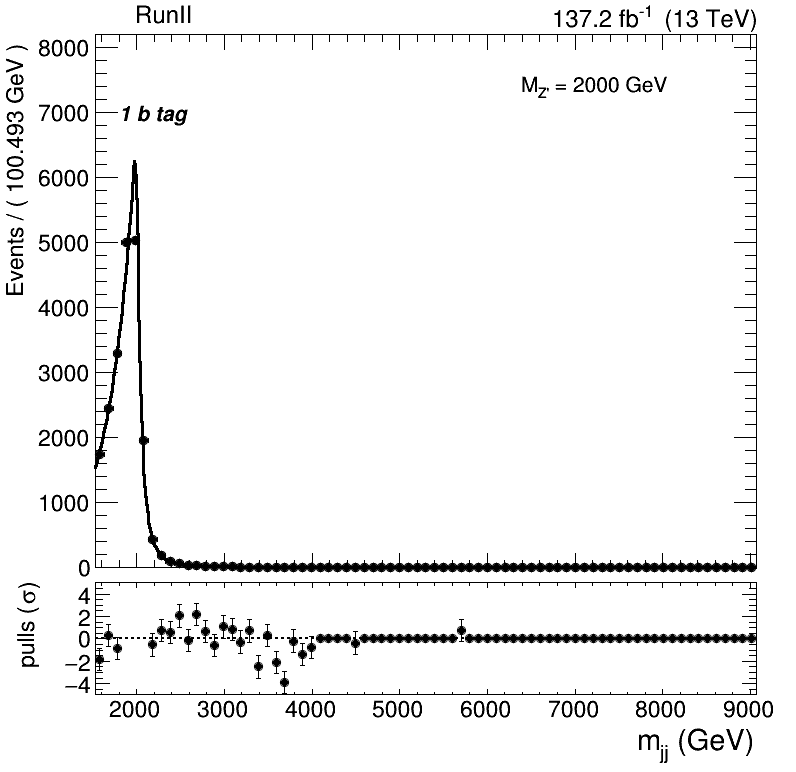 RunII
137.2 fb⁻¹ (13 TeV)
Events / ( 100.493 GeV )
8000
7000
6000
5000
4000
3000
2000
1000
0
M_Z' = 2000 GeV
1 b tag
pulls (σ)
4
2
0
−2
−4
2000 3000 4000 5000 6000 7000 8000 9000
m_jj (GeV)